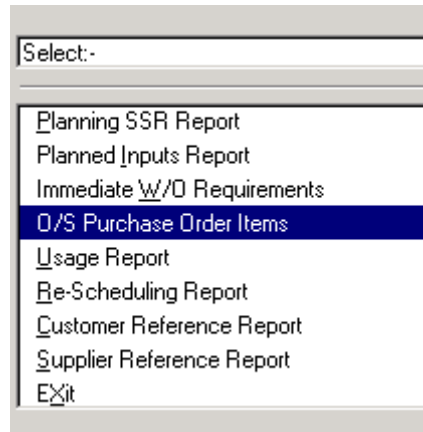 Select:-
Planning SSR Report
Planned Inputs Report
Immediate W/O Requirements
O/S Purchase Order Items
Usage Report
Re-Scheduling Report
Customer Reference Report
Supplier Reference Report
EXit